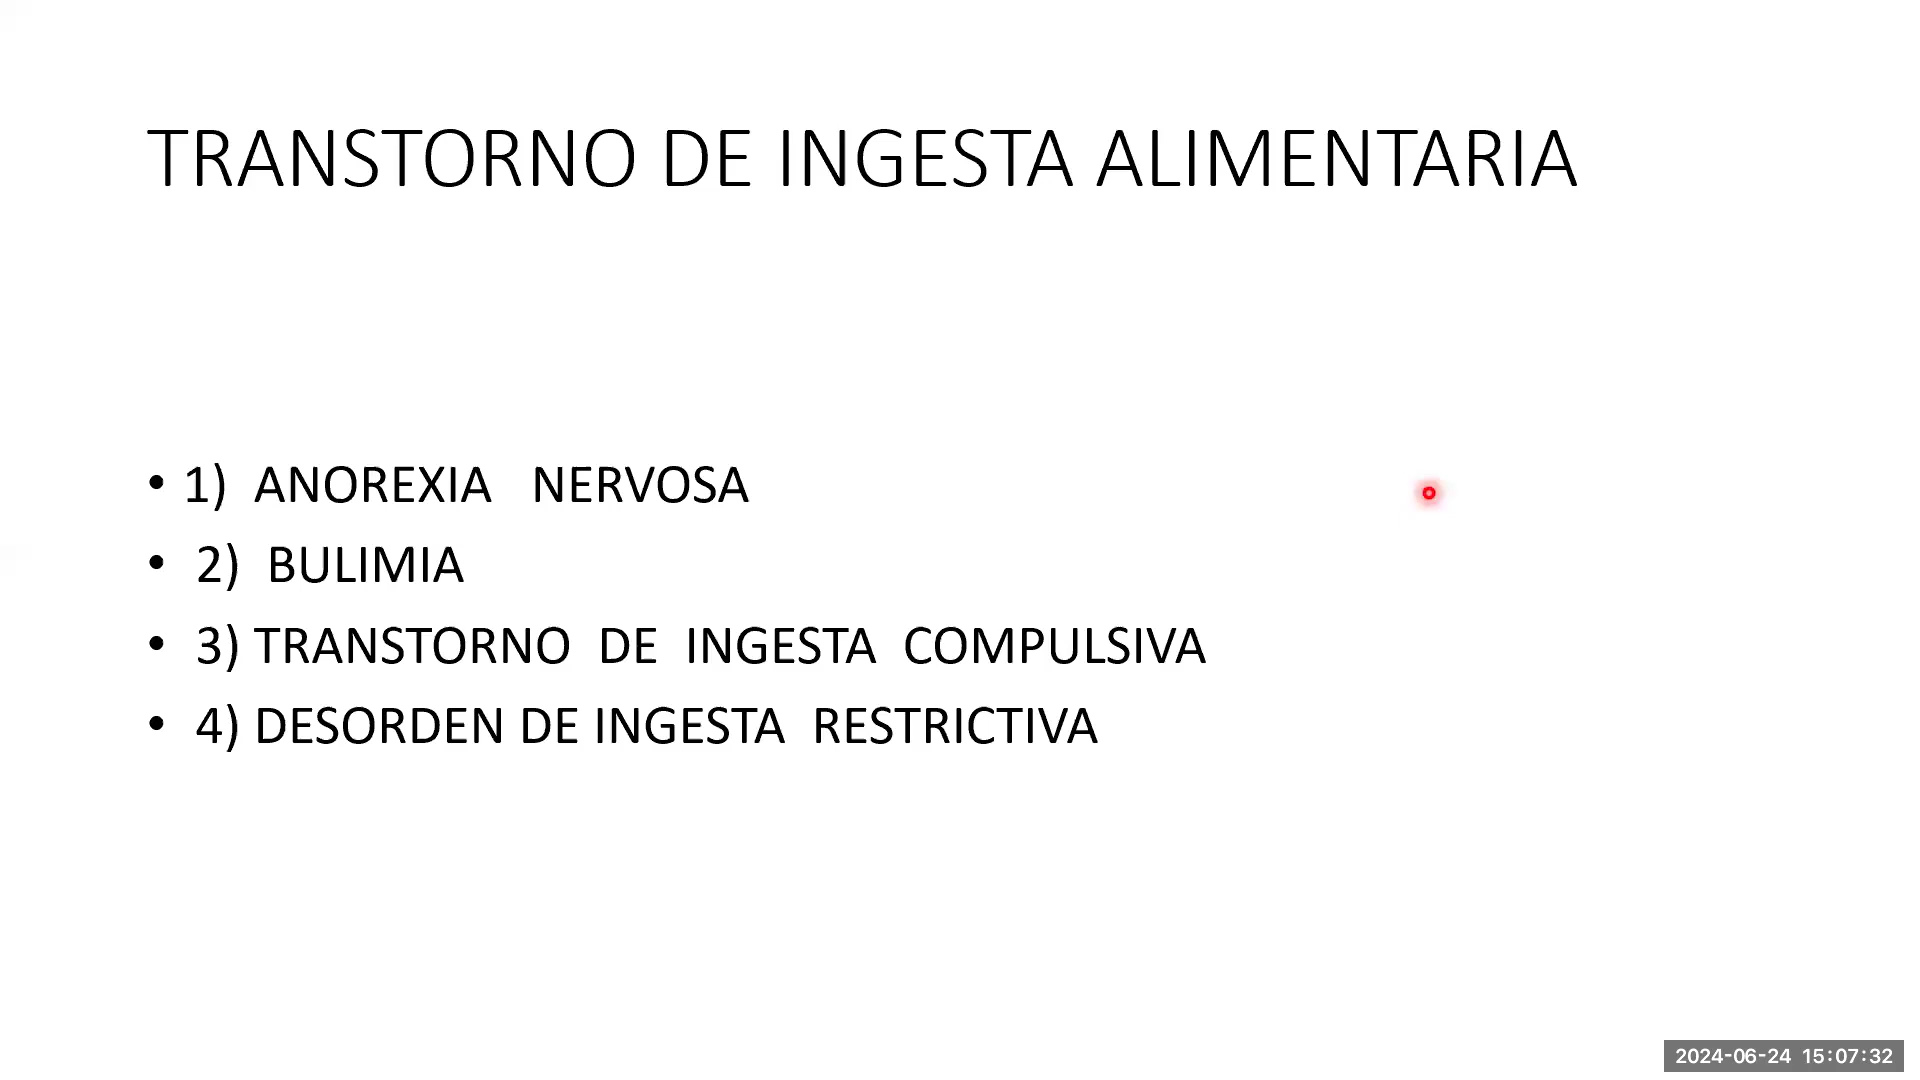 TRANSTORNO DE INGESTA ALIMENTARIA
• 1) ANOREXIA NERVOSA
• 2) BULIMIA
• 3) TRANSTORNO DE INGESTA COMPULSIVA
• 4) DESORDEN DE INGESTA RESTRICTIVA
2024-06-24 15:07:32